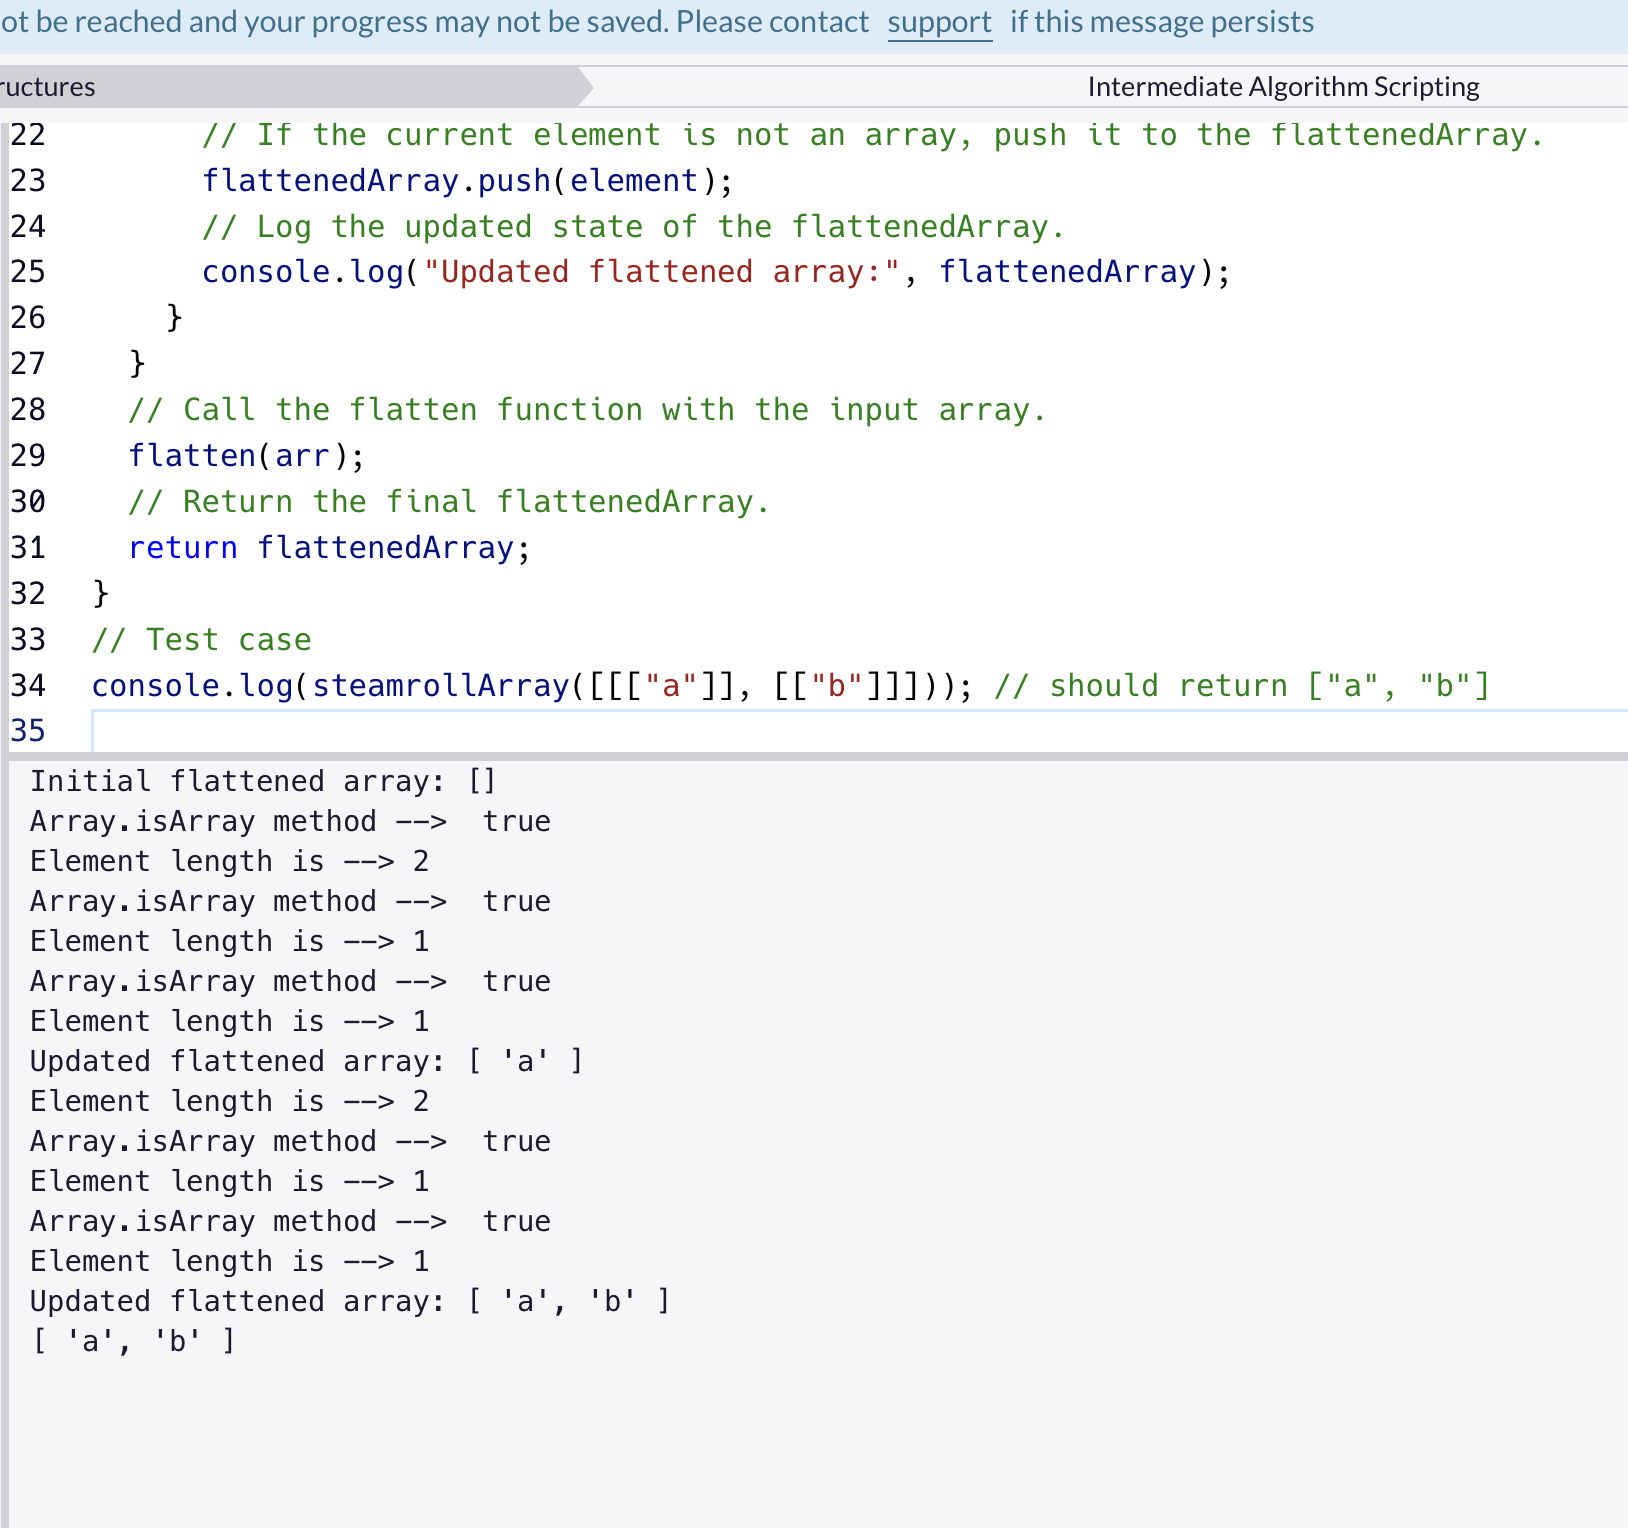 ot be reached and your progress may not be saved. Please contact support if this message persists
ructures
Intermediate Algorithm Scripting
22 // If the current element is not an array, push it to the flattenedArray.
23 flattenedArray.push(element);
24 // Log the updated state of the flattenedArray.
25 console.log("Updated flattened array:", flattenedArray);
26 }
27 }
28 // Call the flatten function with the input array.
29 flatten(arr);
30 // Return the final flattenedArray.
31 return flattenedArray;
32 }
33 // Test case
34 console.log(steamrollArray([[["a"]], [["b"]]])); // should return ["a", "b"]
35
Initial flattened array: []
Array.isArray method -->  true
Element length is --> 2
Array.isArray method -->  true
Element length is --> 1
Array.isArray method -->  true
Element length is --> 1
Updated flattened array: [ 'a' ]
Element length is --> 2
Array.isArray method -->  true
Element length is --> 1
Array.isArray method -->  true
Element length is --> 1
Updated flattened array: [ 'a', 'b' ]
[ 'a', 'b' ]